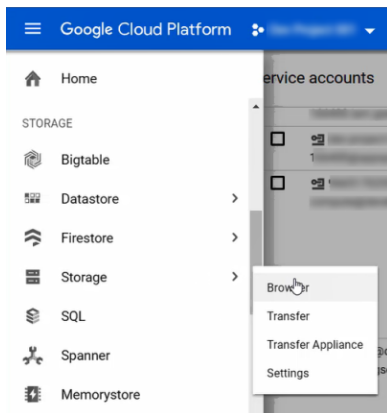 Google Cloud Platform
Home
ervice accounts
STORAGE
Bigtable
Datastore
Firestore
Storage
Browser
SQL
Transfer
Spanner
Transfer Appliance
Settings
Memorystore